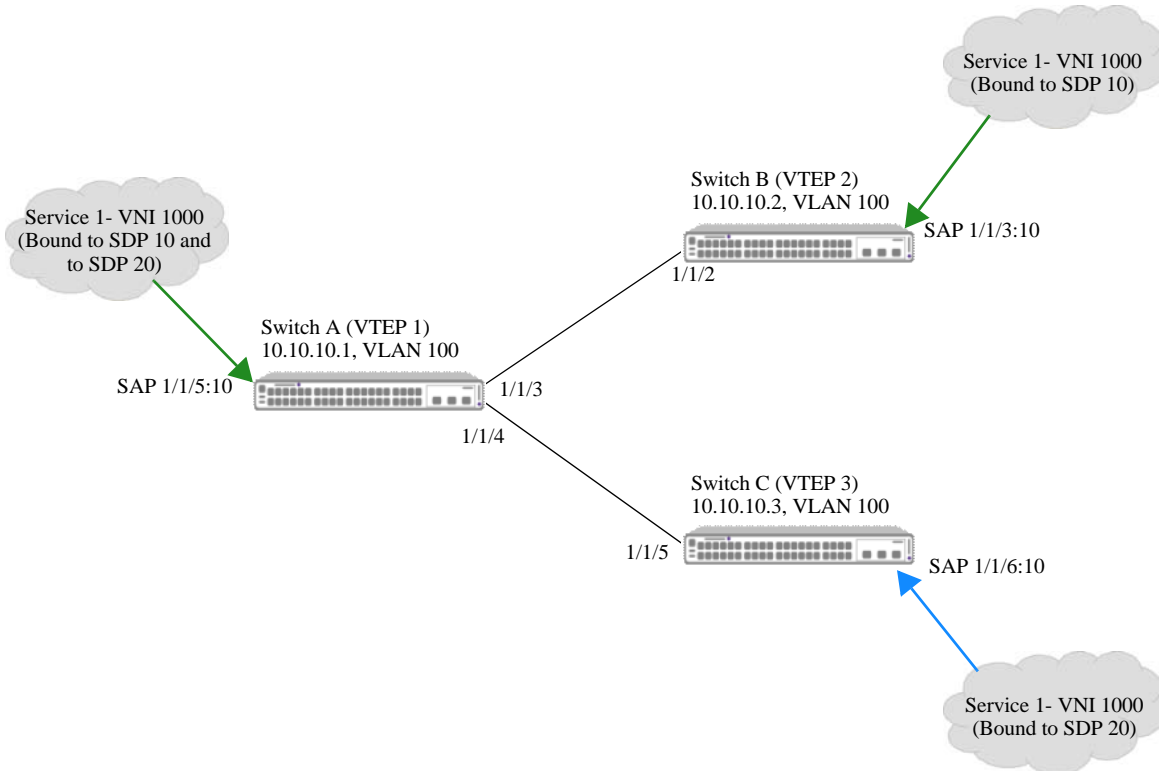 Service 1- VNI 1000
(Bound to SDP 10)
Switch B (VTEP 2)
10.10.10.2, VLAN 100
SAP 1/1/3:10
1/1/2
Service 1- VNI 1000
(Bound to SDP 10 and
to SDP 20)
Switch A (VTEP 1)
10.10.10.1, VLAN 100
SAP 1/1/5:10
1/1/3
1/1/4
Switch C (VTEP 3)
10.10.10.3, VLAN 100
1/1/5
SAP 1/1/6:10
Service 1- VNI 1000
(Bound to SDP 20)